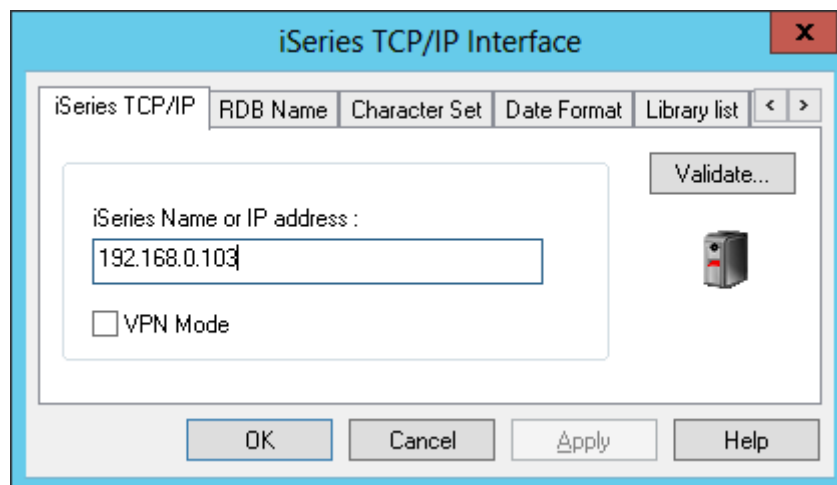 iSeries TCP/IP Interface
x
iSeries TCP/IP RDB Name Character Set Date Format Library list < >
Validate...
iSeries Name or IP address :
192.168.0.103
VPN Mode
OK Cancel Apply Help